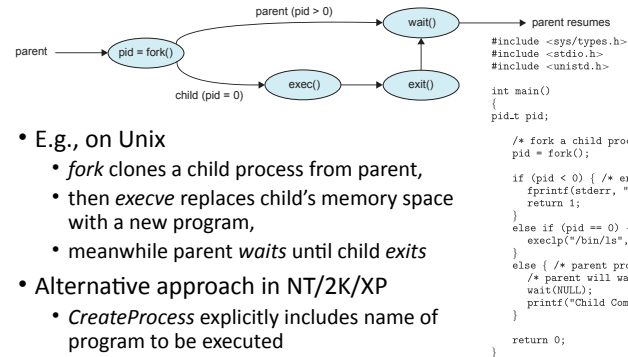 parent (pid > 0)
parent
pid = fork()
wait()
parent resumes
child (pid = 0)
exec()
exit()
• E.g., on Unix
• fork clones a child process from parent,
• then execve replaces child's memory space
with a new program,
• meanwhile parent waits until child exits
• Alternative approach in NT/2K/XP
• CreateProcess explicitly includes name of
program to be executed
#include <sys/types.h>
#include <stdio.h>
#include <unistd.h>
int main()
{
pid_t pid;
/* fork a child proc
pid = fork();
if (pid < 0) { /* er
fprintf(stderr, "
return 1;
}
else if (pid == 0)
execlp("/bin/ls",
}
else { /* parent pro
/* parent will wa
wait(NULL);
printf("Child Com
}
return 0;
}